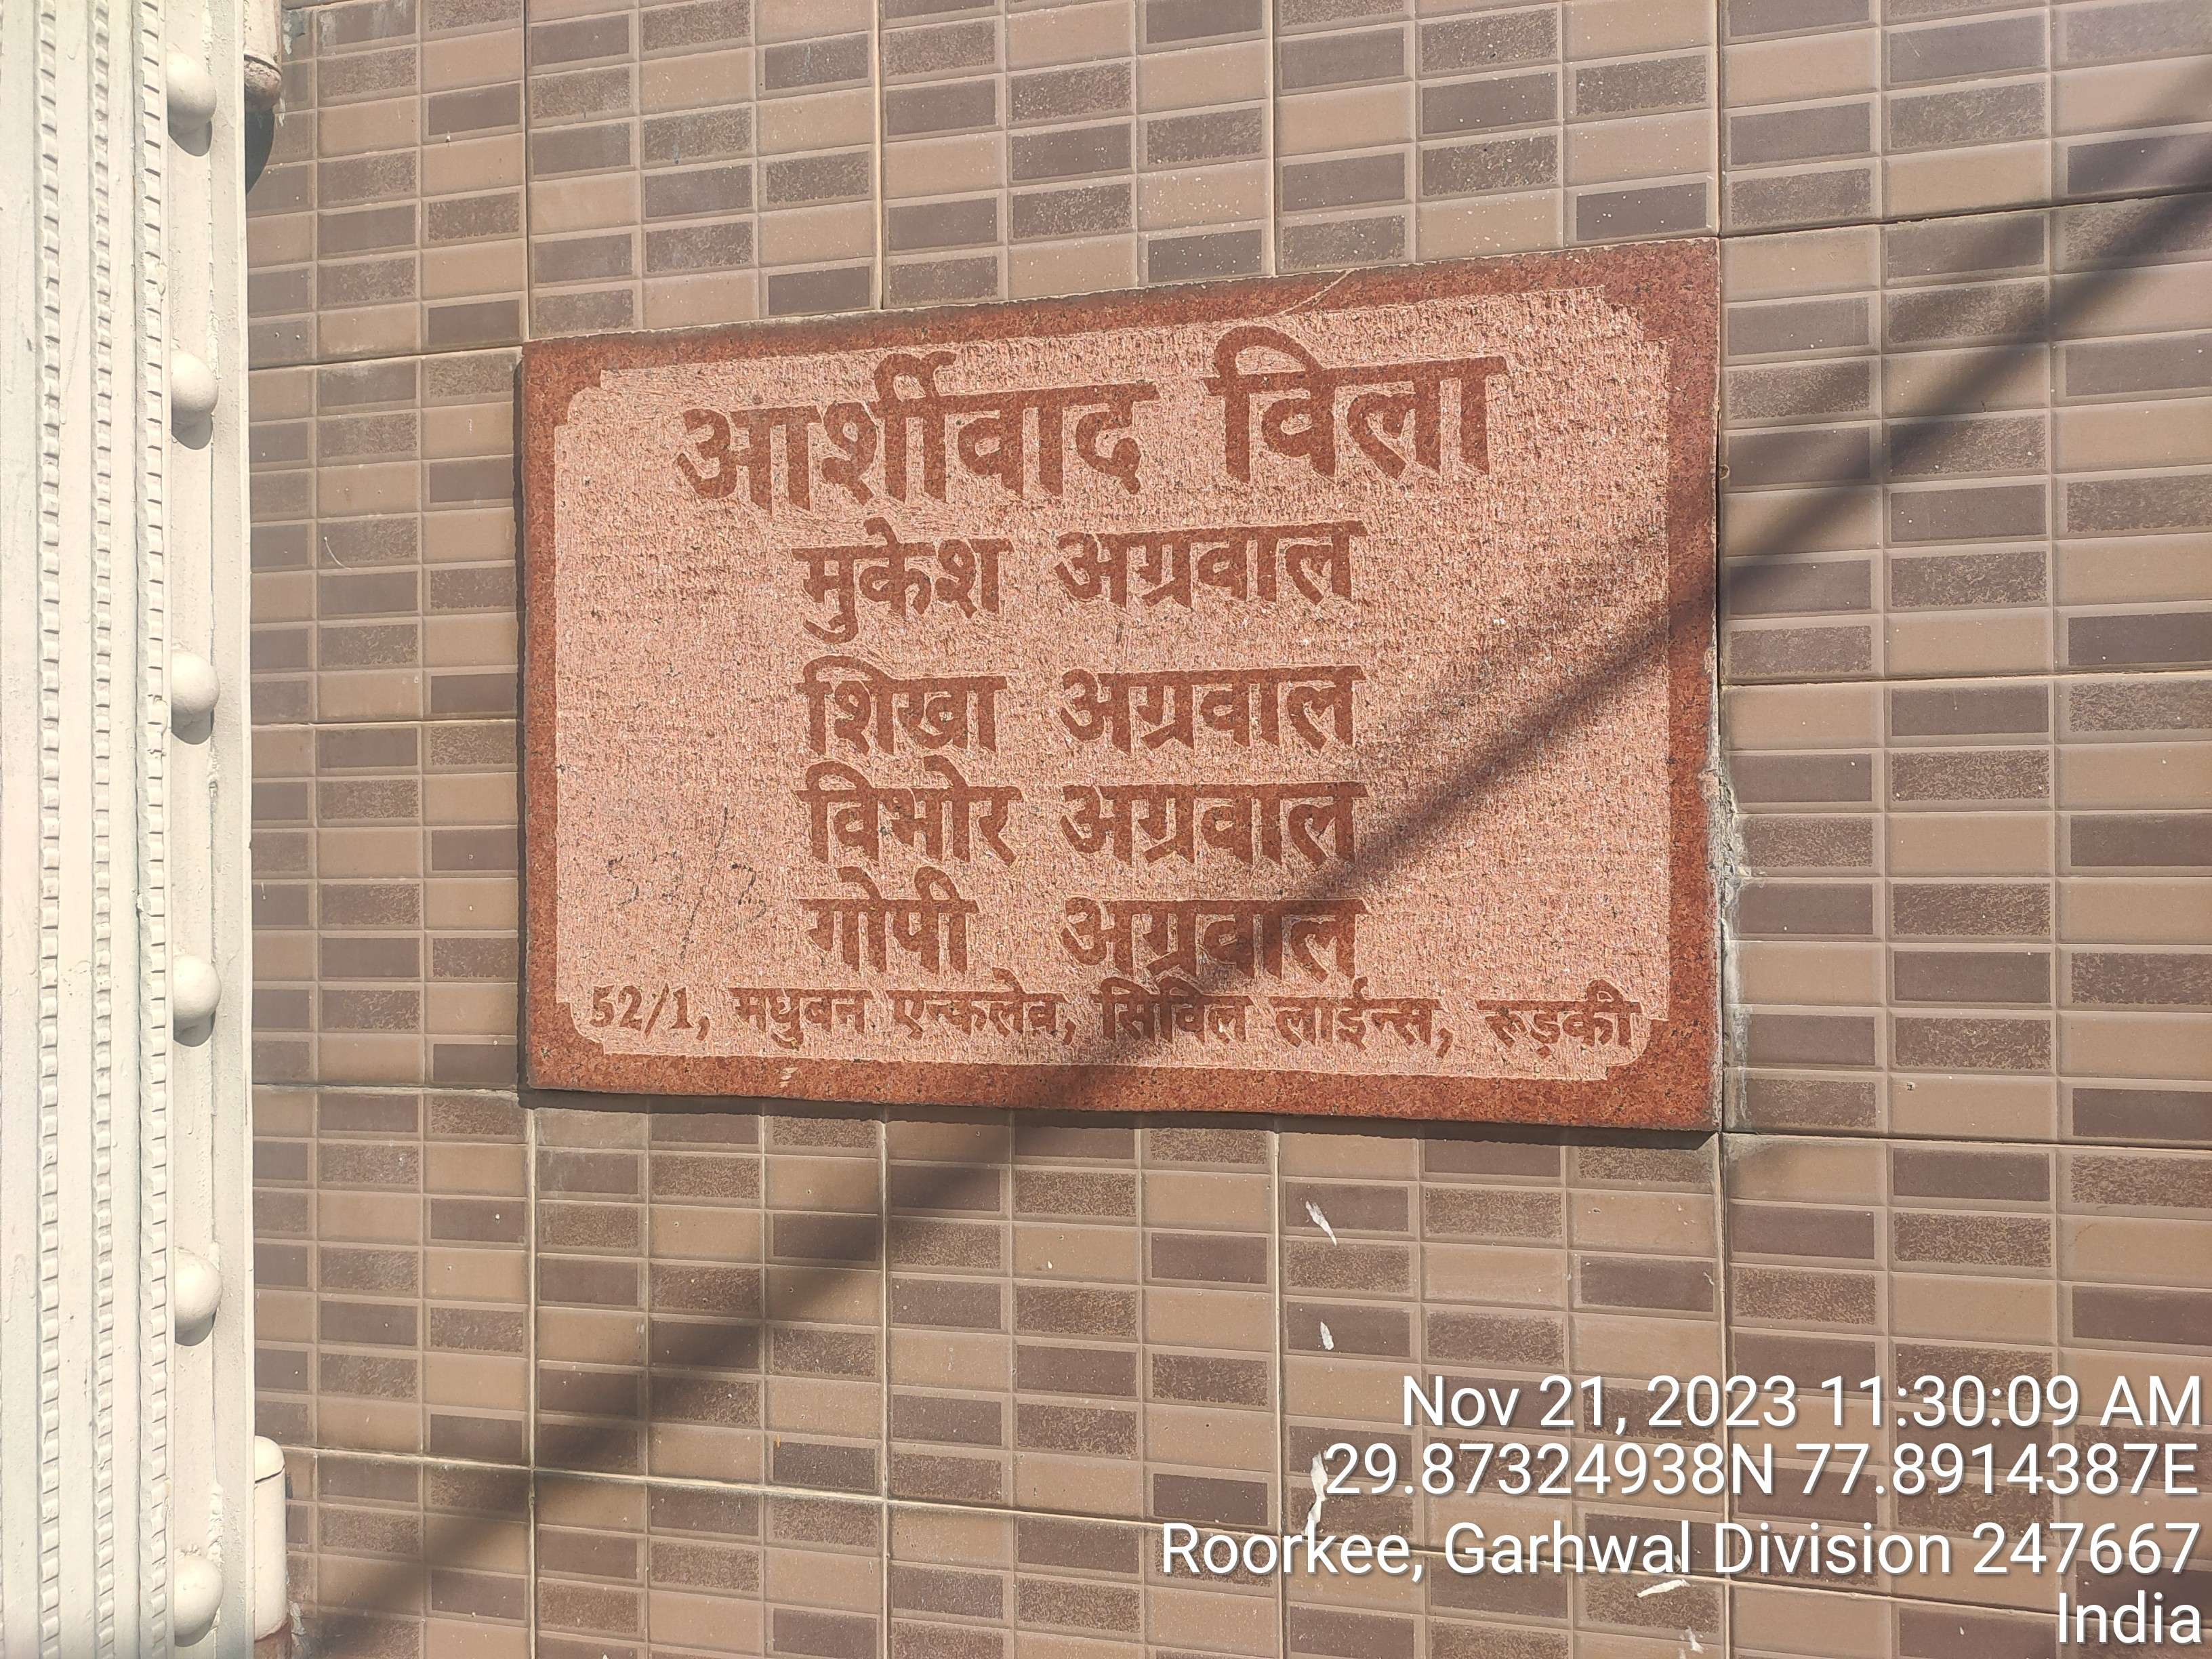 आर्शीवाद विला
मुकेश अग्रवाल
शिखा अग्रवाल
विभोर अग्रवाल
गोपी अग्रवाल
52/1, मधुबन एन्कलेव, सिविल लाईन्स, रूड़की
Nov 21, 2023 11:30:09 AM
29.87324938N 77.8914387E
Roorkee, Garhwal Division 247667
India